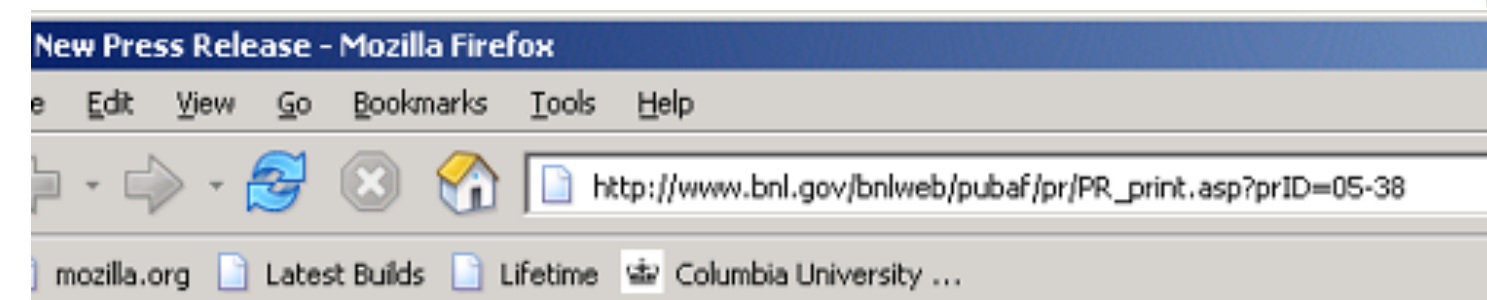 New Press Release - Mozilla Firefox
e Edit View Go Bookmarks Tools Help
http://www.bnl.gov/bnlweb/pubaf/pr/PR_print.asp?prID=05-38
mozilla.org Latest Builds Lifetime Columbia University ...